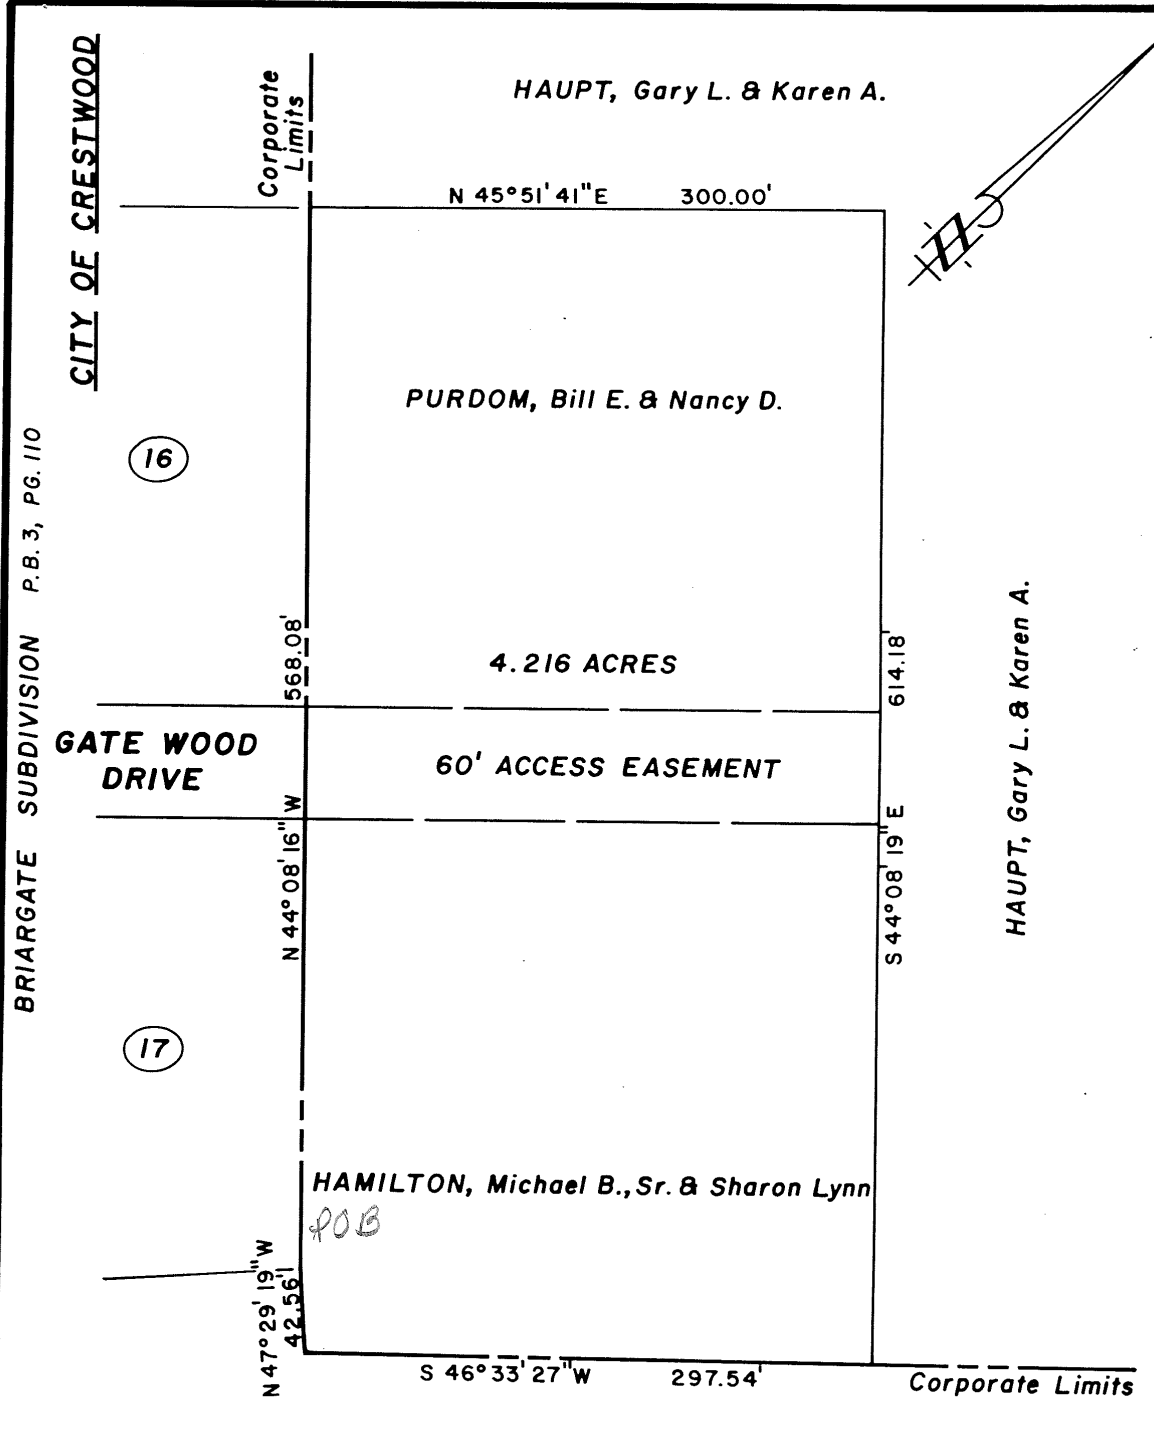 CITY OF CRESTWOOD
Corporate
Limits
HAUPT, Gary L. & Karen A.
N 45°51'41"E 300.00'
PURDOM, Bill E. & Nancy D.
16
BRIARGATE SUBDIVISION P.B. 3, PG. 110
568.08'
N 44°08'16"W
4.216 ACRES
614.18'
S 44°08'19"E
HAUPT, Gary L. & Karen A.
GATE WOOD
DRIVE
60' ACCESS EASEMENT
17
HAMILTON, Michael B., Sr. & Sharon Lynn
POB
N47°29'19"W
42.56'
S 46°33'27"W 297.54'
Corporate Limits